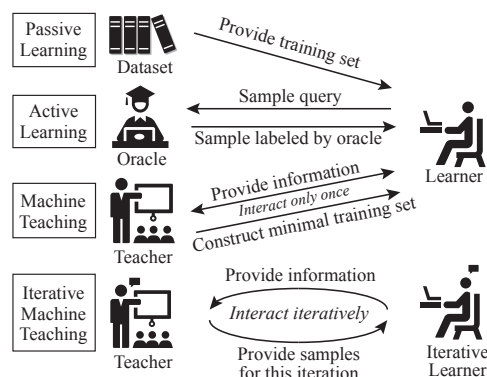 Passive
Learning
Dataset
Provide training set
Active
Learning
Oracle
Sample query
Sample labeled by oracle
Learner
Machine
Teaching
Teacher
Provide information
Interact only once
Construct minimal training set
Iterative
Machine
Teaching
Teacher
Provide information
Interact iteratively
Provide samples
for this iteration
Iterative
Learner